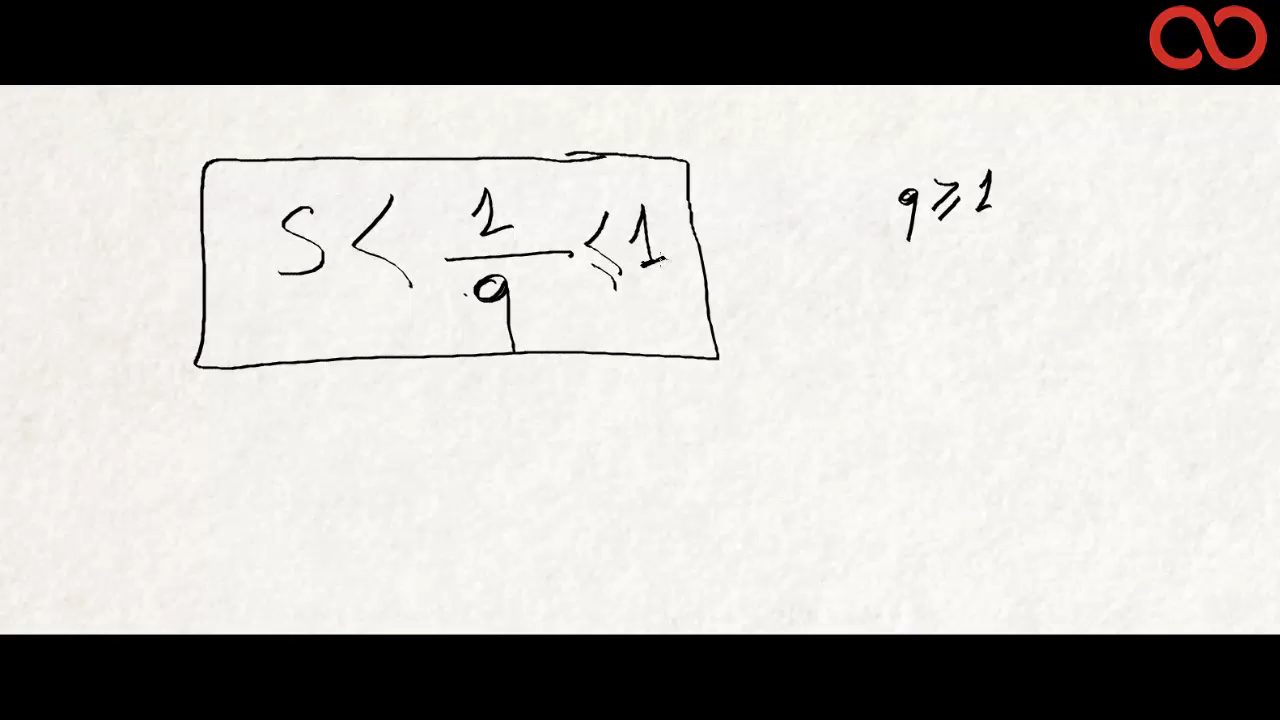 S < 1/q ≤ 1
q ≥ 1